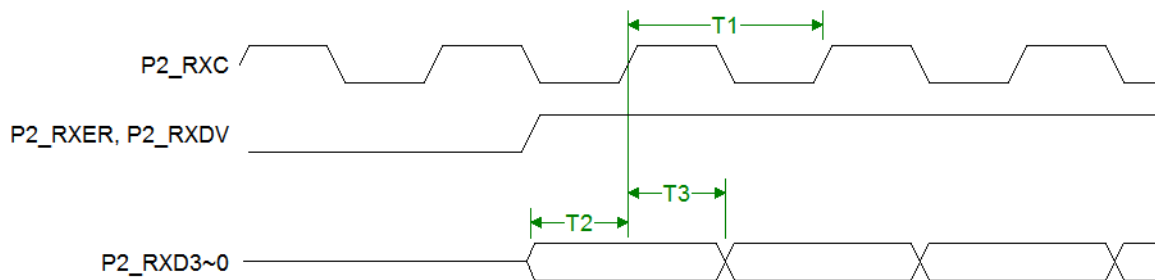 T1
P2_RXC
P2_RXER, P2_RXDV
T3
T2
P2_RXD3~0